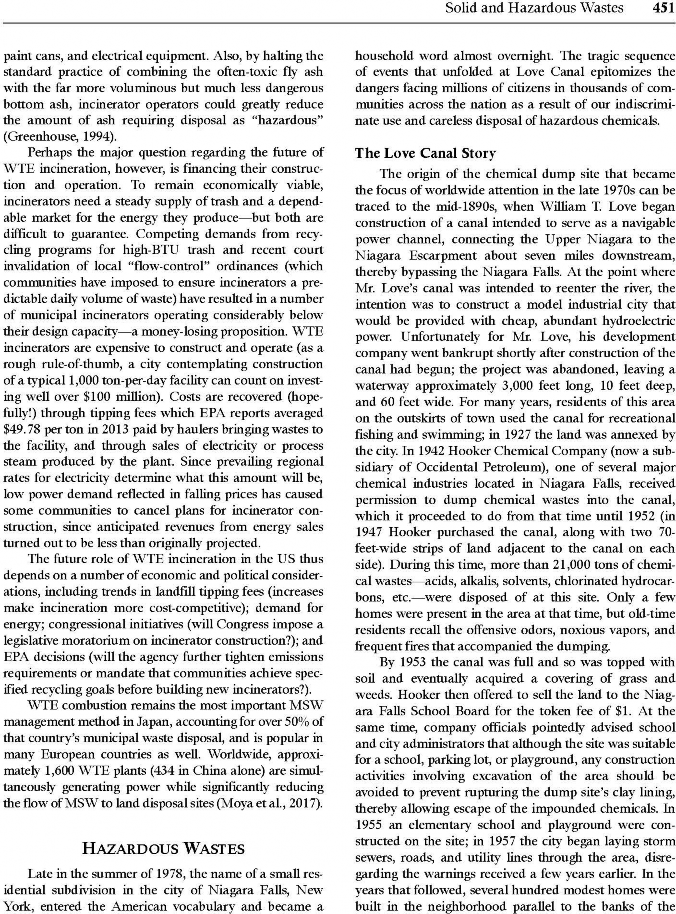 Solid and Hazardous Wastes 451
paint cans, and electrical equipment. Also, by halting the
standard practice of combining the often-toxic fly ash
with the far more voluminous but much less dangerous
bottom ash, incinerator operators could greatly reduce
the amount of ash requiring disposal as “hazardous”
(Greenhouse, 1994).
Perhaps the major question regarding the future of
WTE incineration, however, is financing their construc-
tion and operation. To remain economically viable,
incinerators need a steady supply of trash and a depend-
able market for the energy they produce—but both are
difficult to guarantee. Competing demands from recy-
cling programs for high-BTU trash and recent court
invalidation of local “flow-control” ordinances (which
communities have imposed to ensure incinerators a pre-
dictable daily volume of waste) have resulted in a number
of municipal incinerators operating considerably below
their design capacity—a money-losing proposition. WTE
incinerators are expensive to construct and operate (as a
rough rule-of-thumb, a city contemplating construction
of a typical 1,000 ton-per-day facility can count on invest-
ing well over $100 million). Costs are recovered (hope-
fully!) through tipping fees which EPA reports averaged
$49.78 per ton in 2013 paid by haulers bringing wastes to
the facility, and through sales of electricity or process
steam produced by the plant. Since prevailing regional
rates for electricity determine what this amount will be,
low power demand reflected in falling prices has caused
some communities to cancel plans for incinerator con-
struction, since anticipated revenues from energy sales
turned out to be less than originally projected.
The future role of WTE incineration in the US thus
depends on a number of economic and political consider-
ations, including trends in landfill tipping fees (increases
make incineration more cost-competitive); demand for
energy; congressional initiatives (will Congress impose a
legislative moratorium on incinerator construction?); and
EPA decisions (will the agency further tighten emissions
requirements or mandate that communities achieve spec-
ified recycling goals before building new incinerators?).
WTE combustion remains the most important MSW
management method in Japan, accounting for over 50% of
that country’s municipal waste disposal, and is popular in
many European countries as well. Worldwide, approxi-
mately 1,600 WTE plants (434 in China alone) are simul-
taneously generating power while significantly reducing
the flow of MSW to land disposal sites (Moya et al., 2017).
HAZARDOUS WASTES
Late in the summer of 1978, the name of a small res-
idential subdivision in the city of Niagara Falls, New
York, entered the American vocabulary and became a
household word almost overnight. The tragic sequence
of events that unfolded at Love Canal epitomizes the
dangers facing millions of citizens in thousands of com-
munities across the nation as a result of our indiscrimi-
nate use and careless disposal of hazardous chemicals.
The Love Canal Story
The origin of the chemical dump site that became
the focus of worldwide attention in the late 1970s can be
traced to the mid-1890s, when William T. Love began
construction of a canal intended to serve as a navigable
power channel, connecting the Upper Niagara to the
Niagara Escarpment about seven miles downstream,
thereby bypassing the Niagara Falls. At the point where
Mr. Love’s canal was intended to reenter the river, the
intention was to construct a model industrial city that
would be provided with cheap, abundant hydroelectric
power. Unfortunately for Mr. Love, his development
company went bankrupt shortly after construction of the
canal had begun; the project was abandoned, leaving a
waterway approximately 3,000 feet long, 10 feet deep,
and 60 feet wide. For many years, residents of this area
on the outskirts of town used the canal for recreational
fishing and swimming; in 1927 the land was annexed by
the city. In 1942 Hooker Chemical Company (now a sub-
sidiary of Occidental Petroleum), one of several major
chemical industries located in Niagara Falls, received
permission to dump chemical wastes into the canal,
which it proceeded to do from that time until 1952 (in
1947 Hooker purchased the canal, along with two 70-
feet-wide strips of land adjacent to the canal on each
side). During this time, more than 21,000 tons of chemi-
cal wastes—acids, alkalis, solvents, chlorinated hydrocar-
bons, etc.—were disposed of at this site. Only a few
homes were present in the area at that time, but old-time
residents recall the offensive odors, noxious vapors, and
frequent fires that accompanied the dumping.
By 1953 the canal was full and so was topped with
soil and eventually acquired a covering of grass and
weeds. Hooker then offered to sell the land to the Niag-
ara Falls School Board for the token fee of $1. At the
same time, company officials pointedly advised school
and city administrators that although the site was suitable
for a school, parking lot, or playground, any construction
activities involving excavation of the area should be
avoided to prevent rupturing the dump site’s clay lining,
thereby allowing escape of the impounded chemicals. In
1955 an elementary school and playground were con-
structed on the site; in 1957 the city began laying storm
sewers, roads, and utility lines through the area, disre-
garding the warnings received a few years earlier. In the
years that followed, several hundred modest homes were
built in the neighborhood parallel to the banks of the